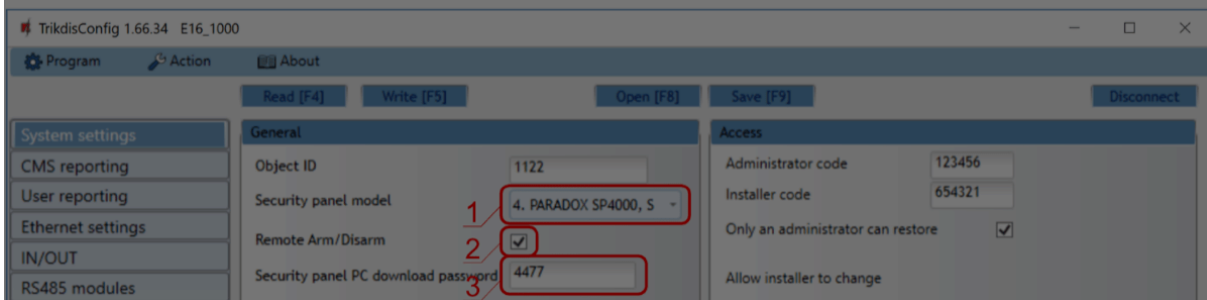 TrikdisConfig 1.66.34 E16_1000
Program Action About
Read [F4] Write [F5] Open [F8] Save [F9] Disconnect
System settings
CMS reporting
User reporting
Ethernet settings
IN/OUT
RS485 modules
General
Object ID 1122
Security panel model 1 4. PARADOX SP4000, S
Remote Arm/Disarm 2
Security panel PC download password 3 4477
Access
Administrator code 123456
Installer code 654321
Only an administrator can restore
Allow installer to change